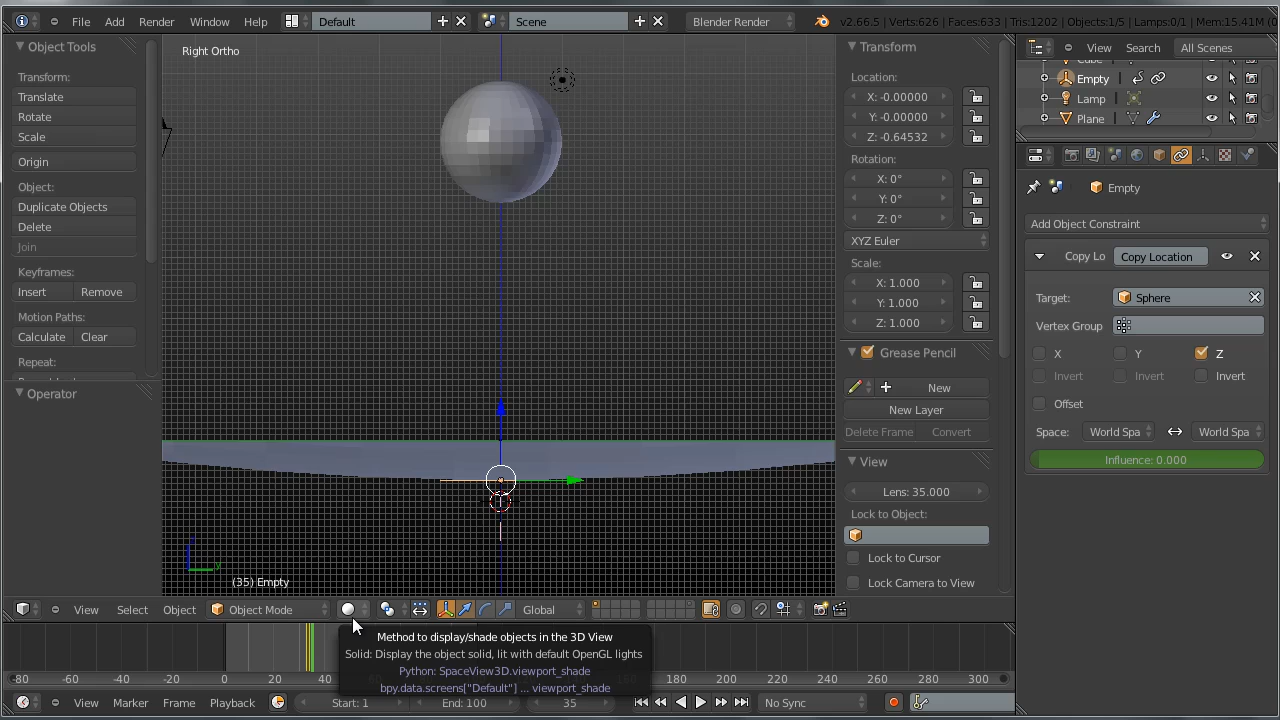 File Add Render Window Help Default Scene Blender Render v2.66.5 | Verts:626 | Faces:633 | Tris:1202 | Objects:1/5 | Lamps:0/1 | Mem:15.41M (0
Object Tools
Transform:
Translate
Rotate
Scale
Origin
Object:
Duplicate Objects
Delete
Join
Keyframes:
Insert Remove
Motion Paths:
Calculate Clear
Repeat:
Operator
Right Ortho
z
y
(35) Empty
Transform
Location:
X: -0.00000
Y: -0.00000
Z: -0.64532
Rotation:
X: 0°
Y: 0°
Z: 0°
XYZ Euler
Scale:
X: 1.000
Y: 1.000
Z: 1.000
Grease Pencil
New
New Layer
Delete Frame Convert
View
Lens: 35.000
Lock to Object:
Lock to Cursor
Lock Camera to View
View Search All Scenes
Cube
Empty
Lamp
Plane
Empty
Add Object Constraint
Copy Lo Copy Location
Target: Sphere
Vertex Group
X Y Z
Invert Invert Invert
Offset
Space: World Spa World Spa
Influence: 0.000
View Select Object Object Mode Global
Method to display/shade objects in the 3D View
Solid: Display the object solid, lit with default OpenGL lights
Python: SpaceView3D.viewport_shade
bpy.data.screens["Default"] ... viewport_shade
-80 -60 -40 -20 0 20 40 160 180 200 220 240 260 280 300
View Marker Frame Playback Start: 1 End: 100 35 No Sync